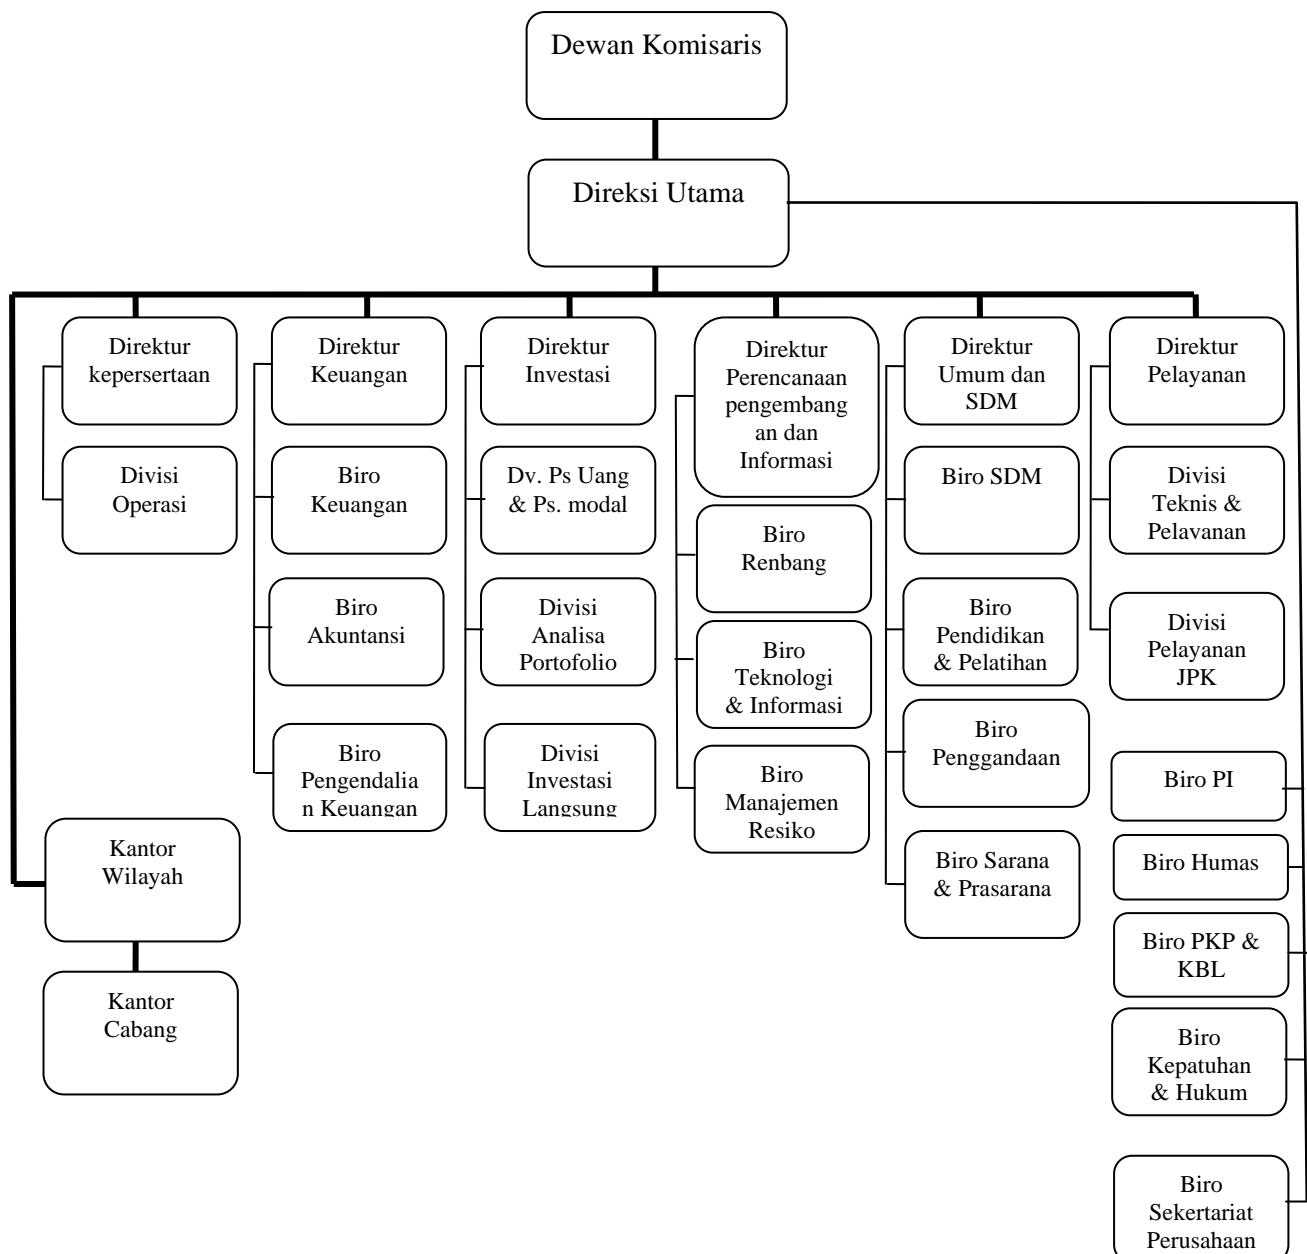 Dewan Komisaris
Direksi Utama
Direktur
kepersertaan
Divisi
Operasi
Direktur
Keuangan
Biro
Keuangan
Biro
Akuntansi
Biro
Pengendalia
n Keuangan
Direktur
Investasi
Dv. Ps Uang
& Ps. modal
Divisi
Analisa
Portofolio
Divisi
Investasi
Langsung
Direktur
Perencanaan
pengembang
an dan
Informasi
Biro
Renbang
Biro
Teknologi
& Informasi
Biro
Manajemen
Resiko
Direktur
Umum dan
SDM
Biro SDM
Biro
Pendidikan
& Pelatihan
Biro
Penggandaan
Biro Sarana
& Prasarana
Direktur
Pelayanan
Divisi
Teknis &
Pelayanan
Divisi
Pelayanan
JPK
Biro PI
Biro Humas
Biro PKP &
KBL
Biro
Kepatuhan
& Hukum
Biro
Sekertariat
Perusahaan
Kantor
Wilayah
Kantor
Cabang